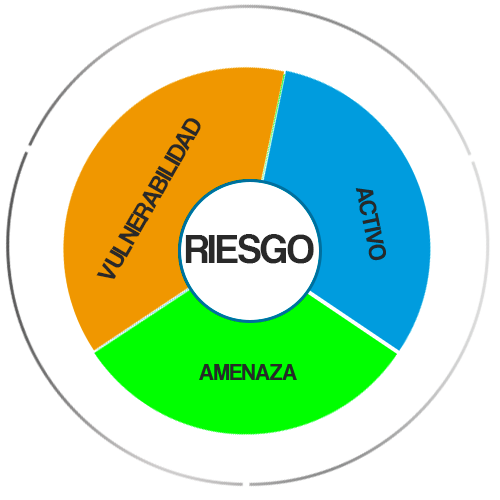 VULNERABILIDAD
ACTIVO
RIESGO
AMENAZA